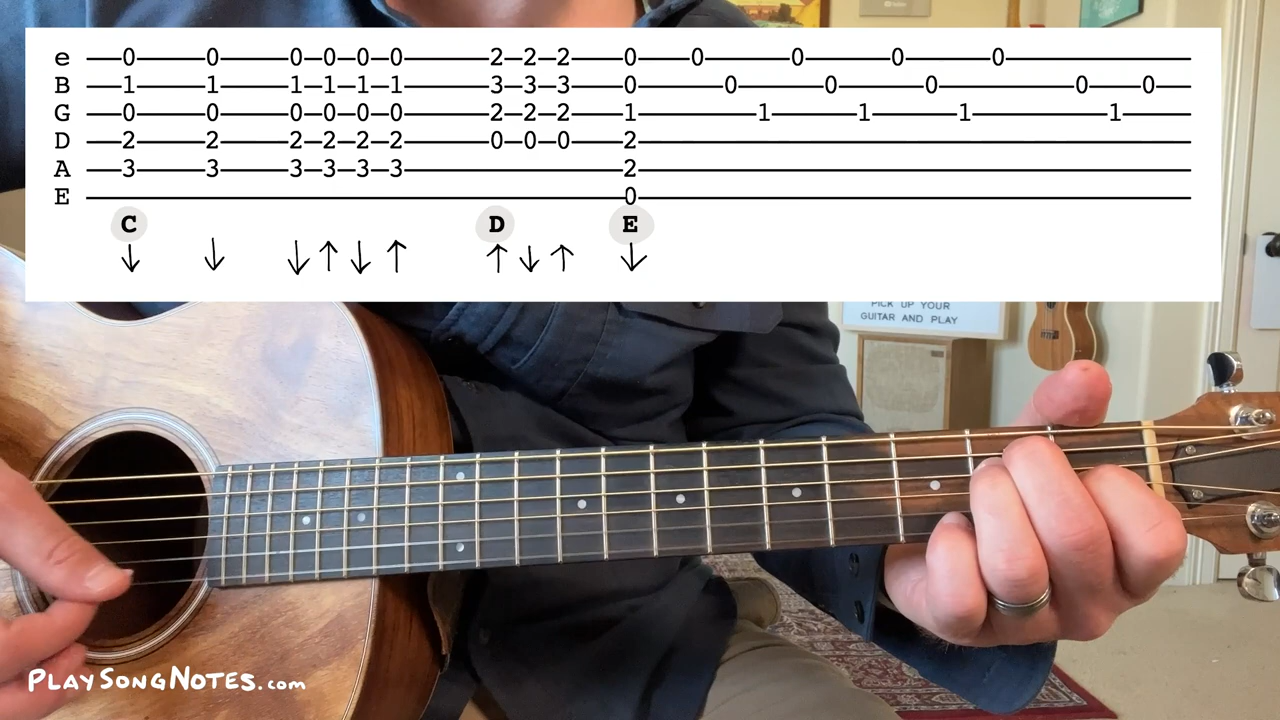 e ——0————0————0—0—0—0—————2—2—2———0———0—————0—————0—————0———————————
B ——1————1————1—1—1—1—————3—3—3———0—————0—————0—————0————————0———0——
G ——0————0————0—0—0—0—————2—2—2———1———————1—————1—————1————————1————
D ——2————2————2—2—2—2—————0—0—0———2—————————————————————————————————
A ——3————3————3—3—3—3—————————————2—————————————————————————————————
E —————————————————————————————————0—————————————————————————————————
C D E
↓ ↓ ↓ ↑ ↓ ↑ ↑ ↓ ↑ ↓
PICK UP YOUR
GUITAR AND PLAY
PLAYSONGNOTES.COM